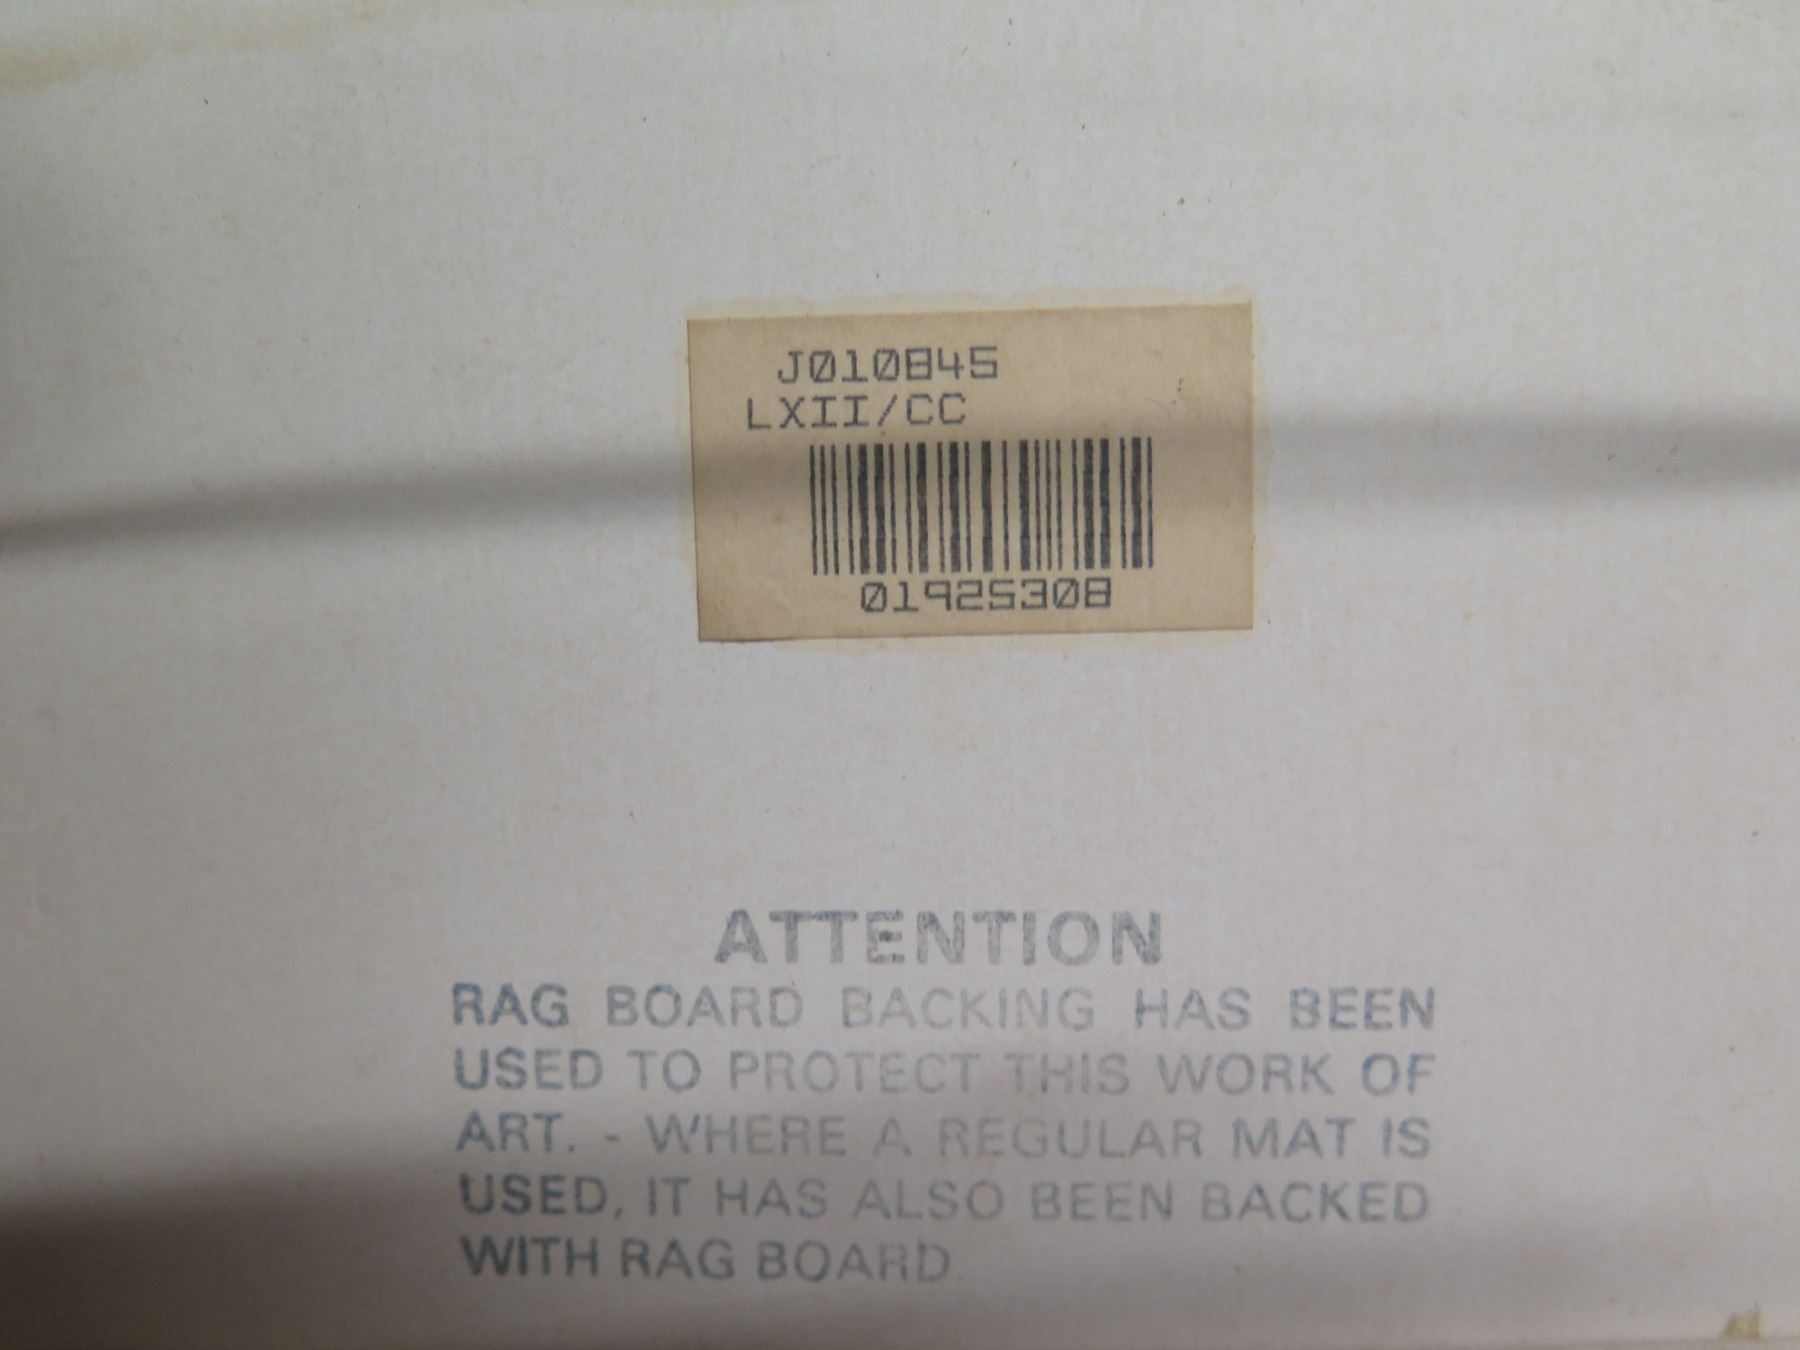 J010845
LXII/CC
01925308
ATTENTION
RAG BOARD BACKING HAS BEEN
USED TO PROTECT THIS WORK OF
ART. - WHERE A REGULAR MAT IS
USED, IT HAS ALSO BEEN BACKED
WITH RAG BOARD.